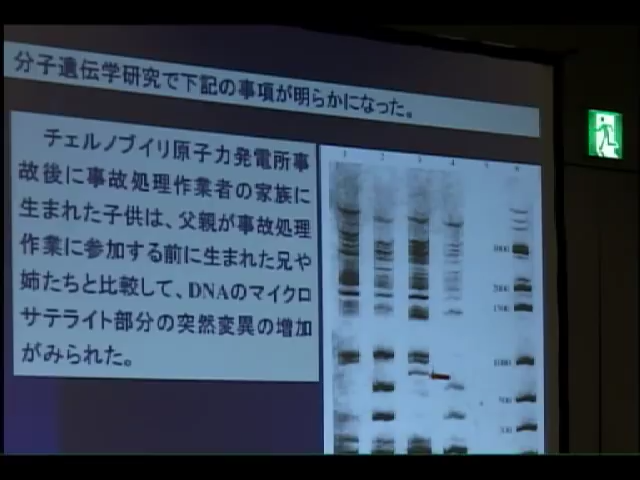 分子遺伝学研究で下記の事項が明らかになった。
チェルノブイリ原子力発電所事
故後に事故処理作業者の家族に
生まれた子供は、父親が事故処理
作業に参加する前に生まれた兄や
姉たちと比較して、DNAのマイクロ
サテライト部分の突然変異の増加
がみられた。
1 2 3 4